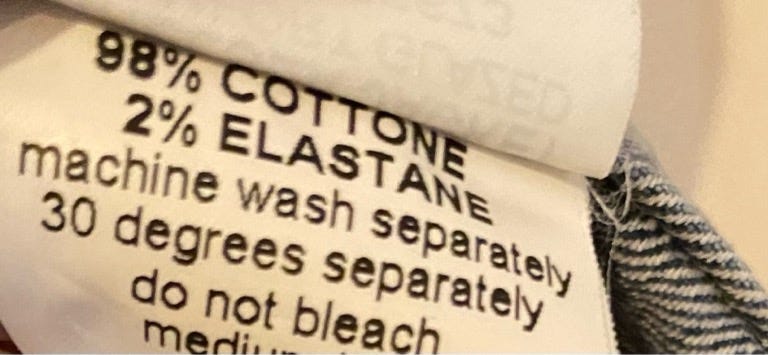 98% COTTONE
2% ELASTANE
machine wash separately
30 degrees separately
do not bleach